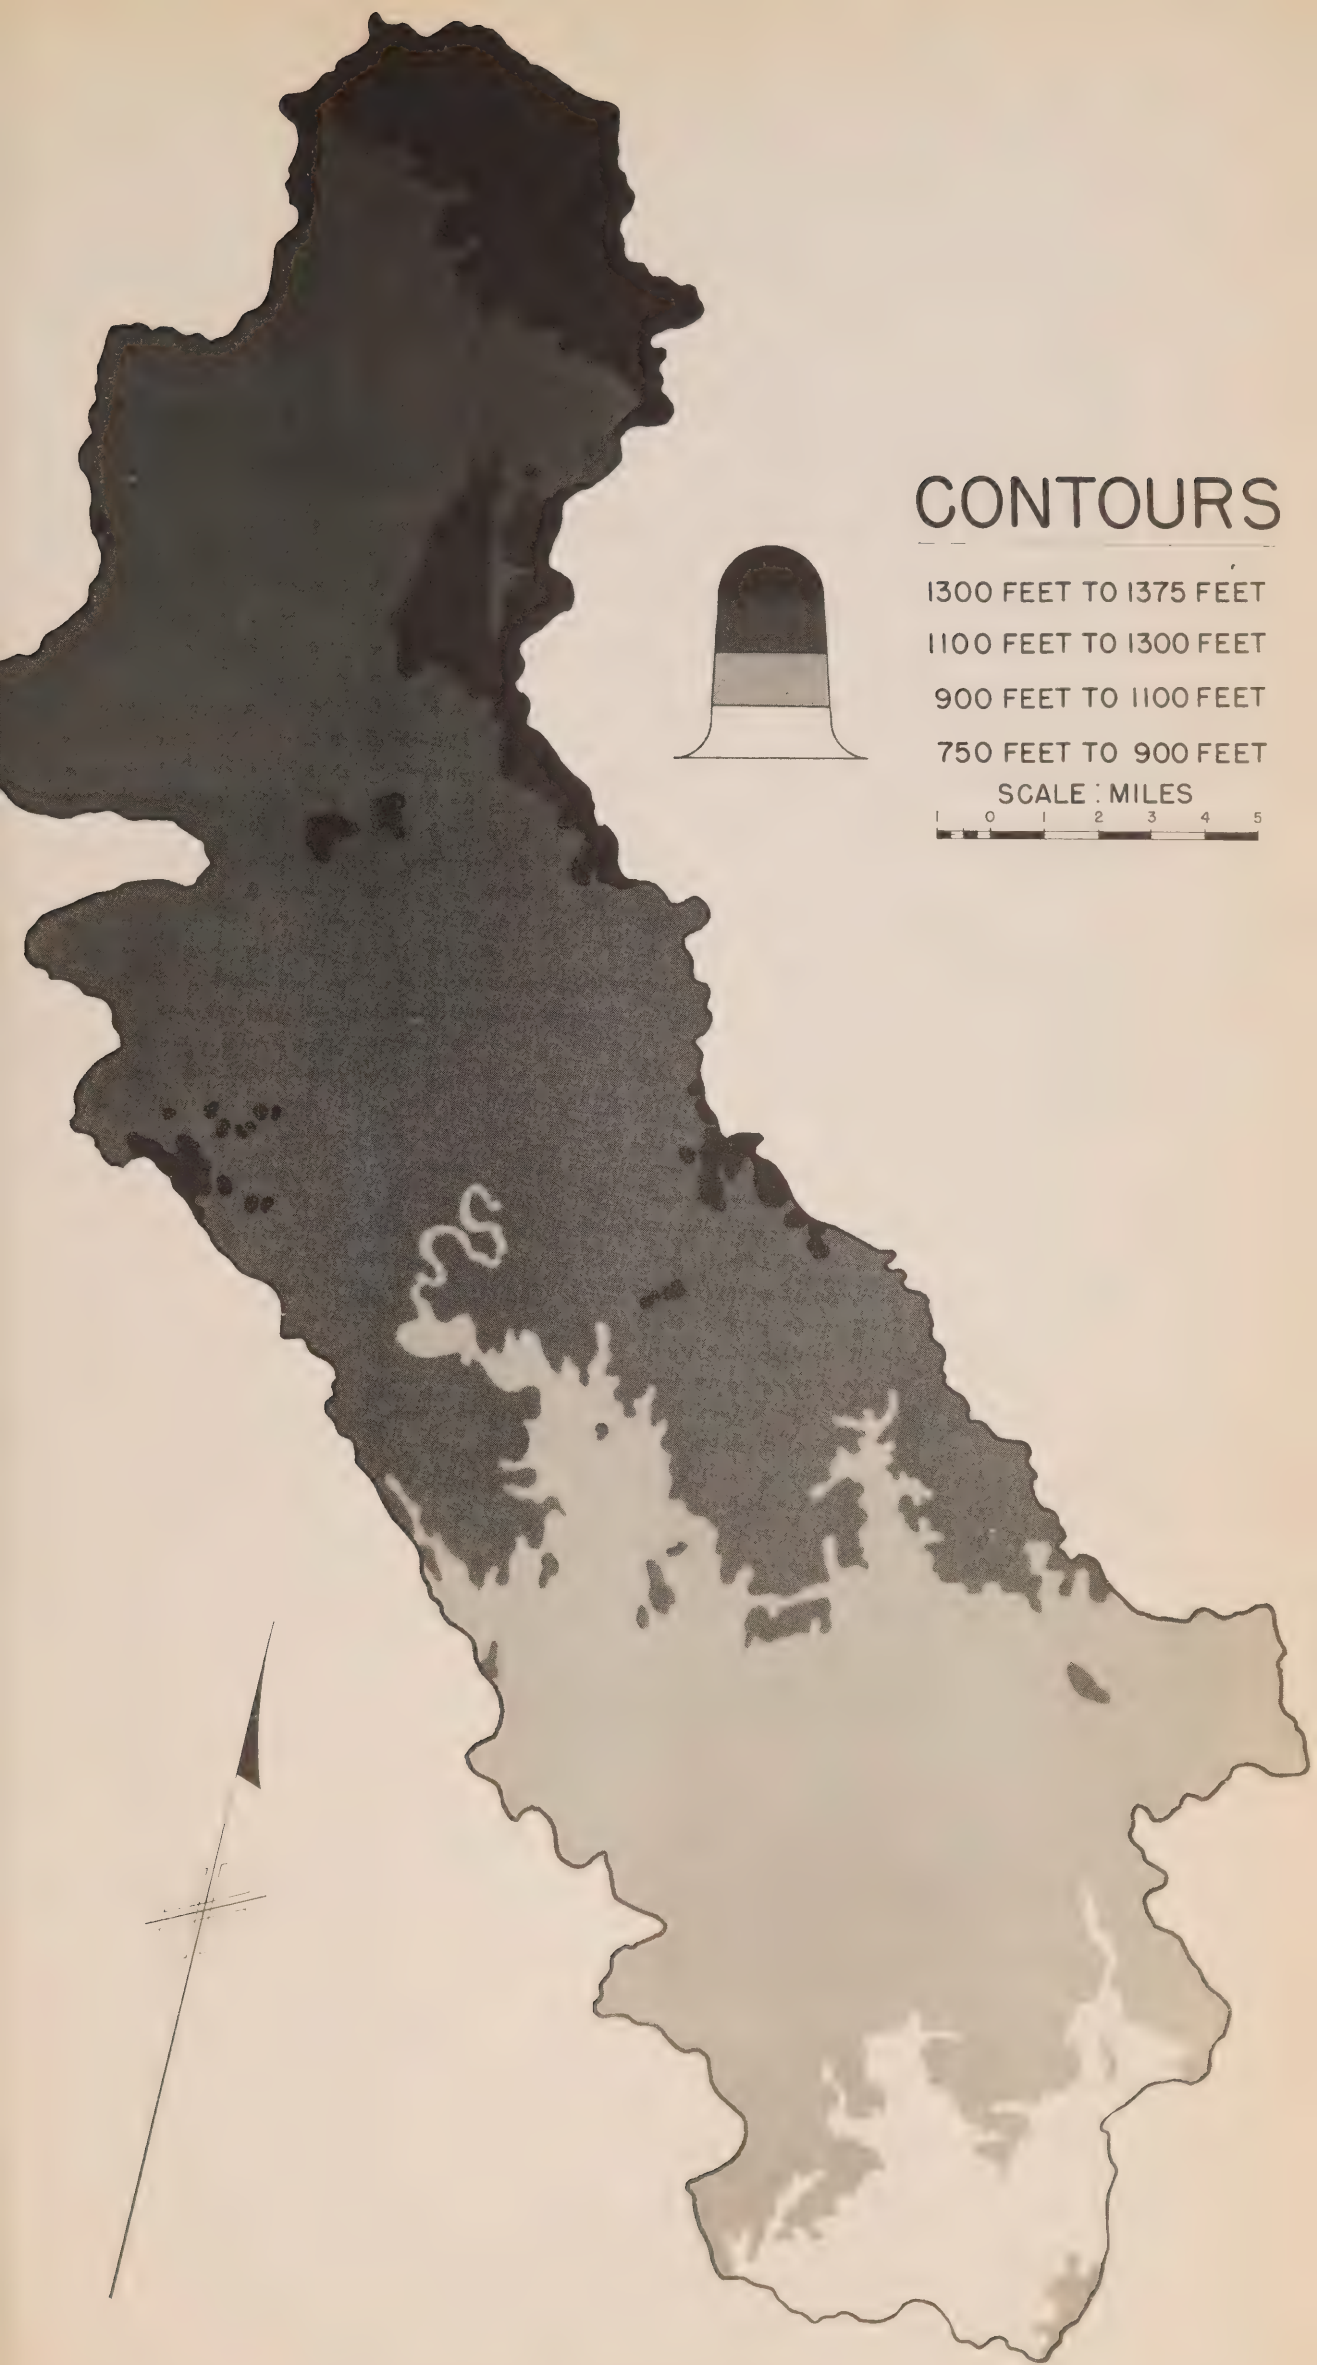 CONTOURS
1300 FEET TO 1375 FEET
1100 FEET TO 1300 FEET
900 FEET TO 1100 FEET
750 FEET TO 900 FEET
SCALE : MILES
1 0 1 2 3 4 5